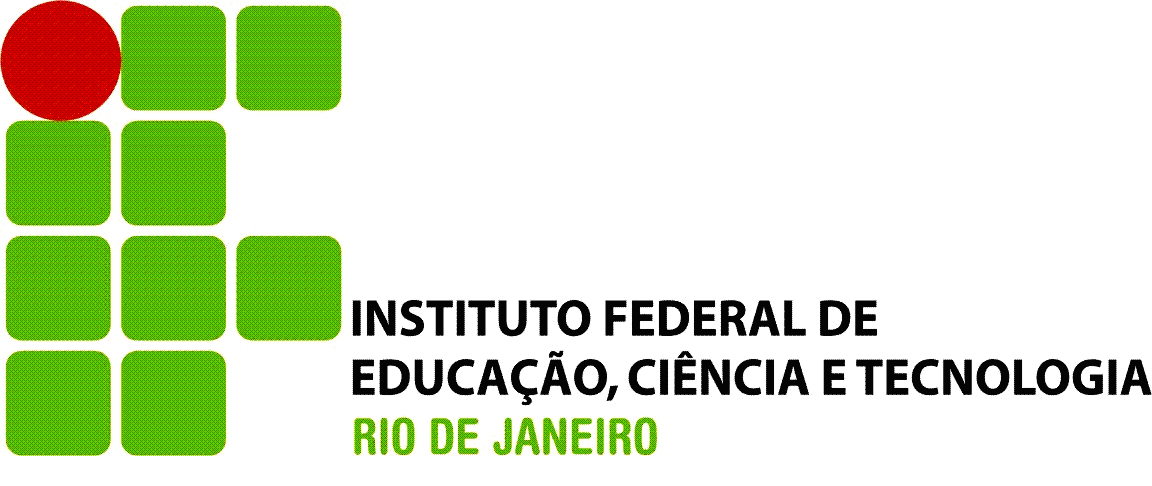 INSTITUTO FEDERAL DE
EDUCAÇÃO, CIÊNCIA E TECNOLOGIA
RIO DE JANEIRO